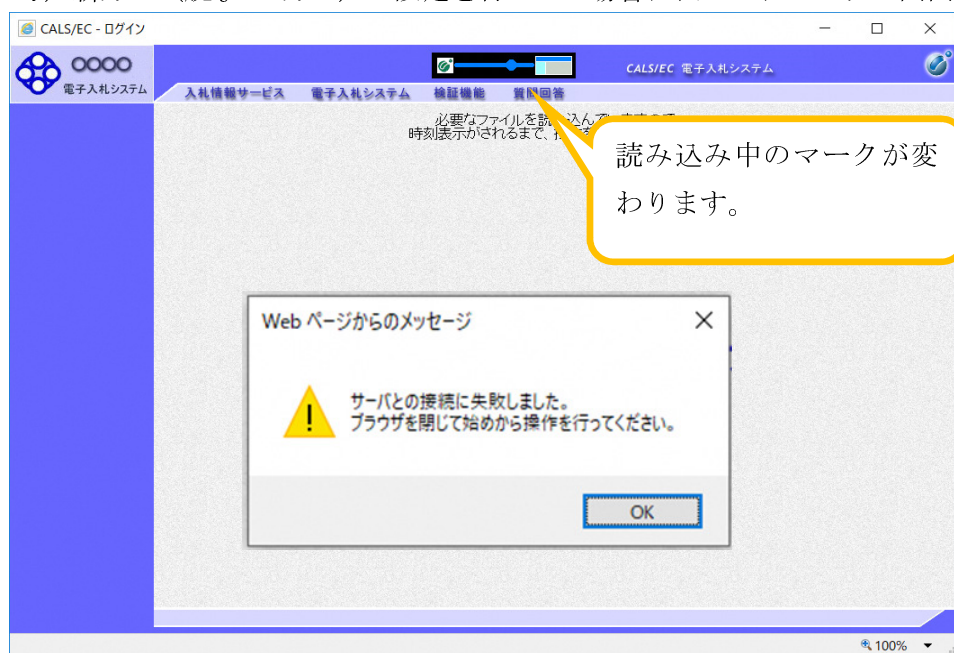 CALS/EC - ログイン
〇〇〇〇
電子入札システム
CALS/EC 電子入札システム
入札情報サービス 電子入札システム 検証機能 質問回答
必要なファイルを読み込んで
時刻表示がされるまで、
読み込み中のマークが変
わります。
Web ページからのメッセージ
サーバとの接続に失敗しました。
ブラウザを閉じて始めから操作を行ってください。
OK
100%